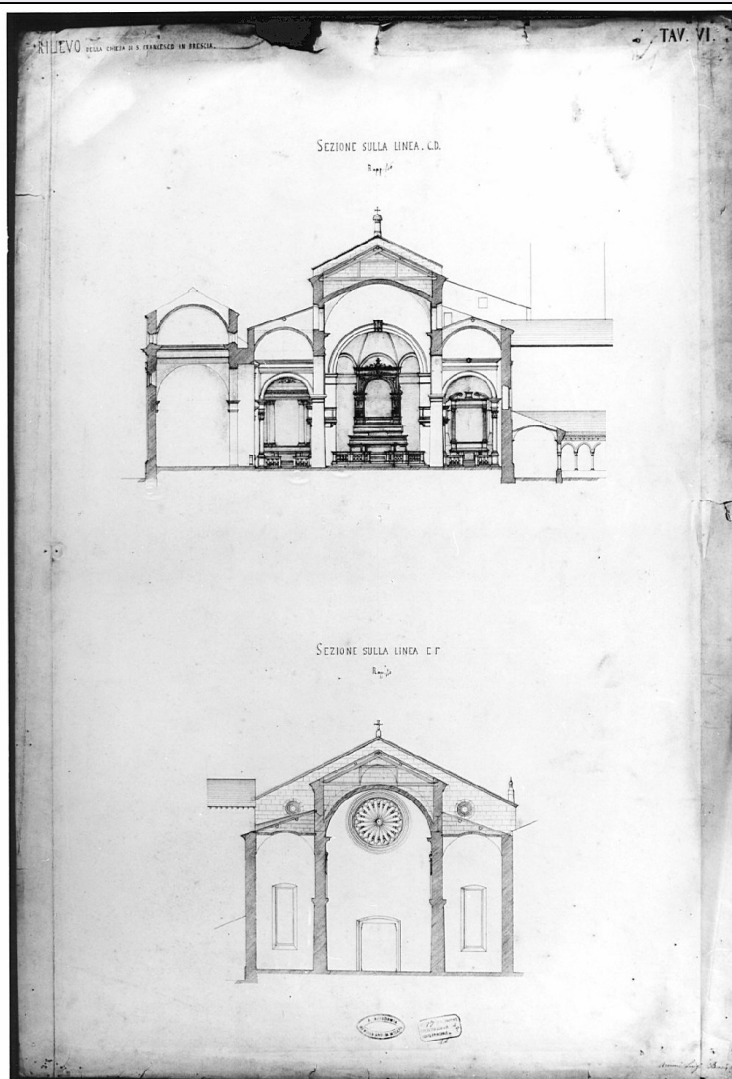 RILIEVO DELLA CHIESA DI S. FRANCESCO IN BRESCIA.
TAV. VI.
SEZIONE SULLA LINEA. C.D.
SEZIONE SULLA LINEA E F